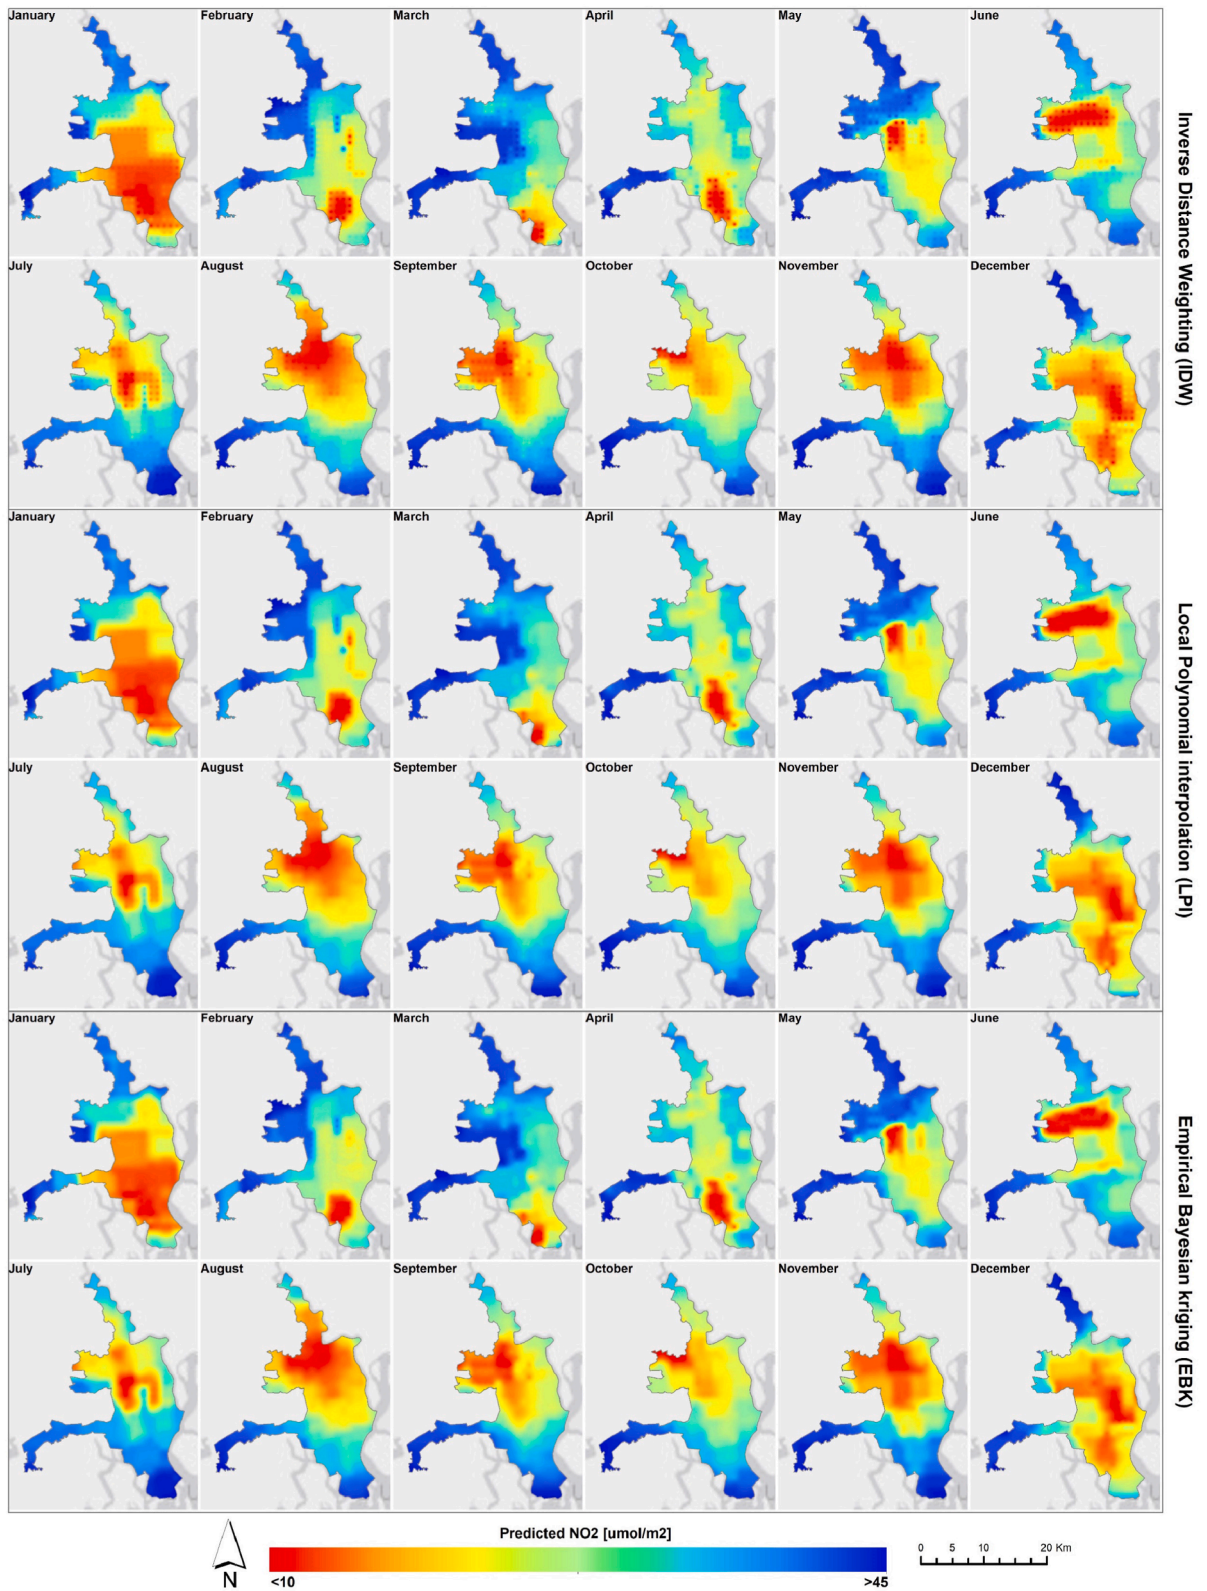 January February March April May June
July August September October November December
Inverse Distance Weighting (IDW)
January February March April May June
July August September October November December
Local Polynomial interpolation (LPI)
January February March April May June
July August September October November December
Empirical Bayesian kriging (EBK)
N
Predicted NO2 [umol/m2]
<10
>45
0 5 10 20 Km